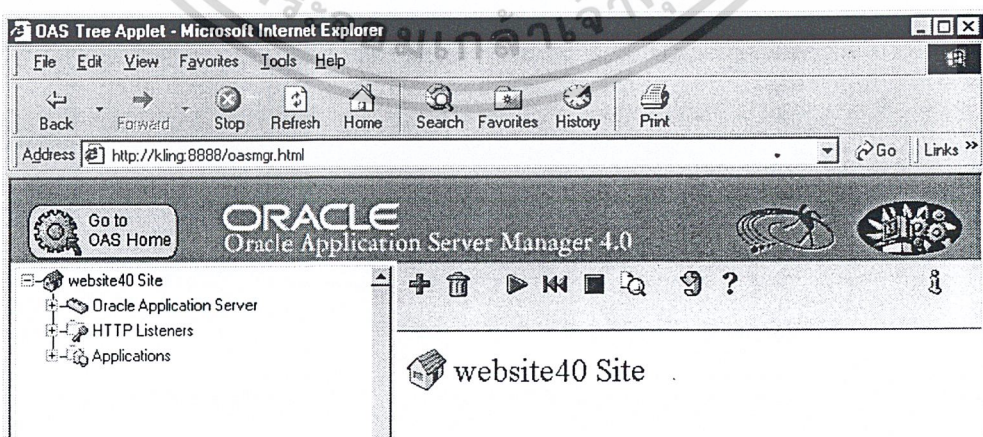 OAS Tree Applet - Microsoft Internet Explorer
File Edit View Favorites Tools Help
Back Forward Stop Refresh Home Search Favorites History Print
Address http://kling:8888/oasmgr.html Go Links »
Go to
OAS Home
ORACLE
Oracle Application Server Manager 4.0
website40 Site
Oracle Application Server
HTTP Listeners
Applications
website40 Site